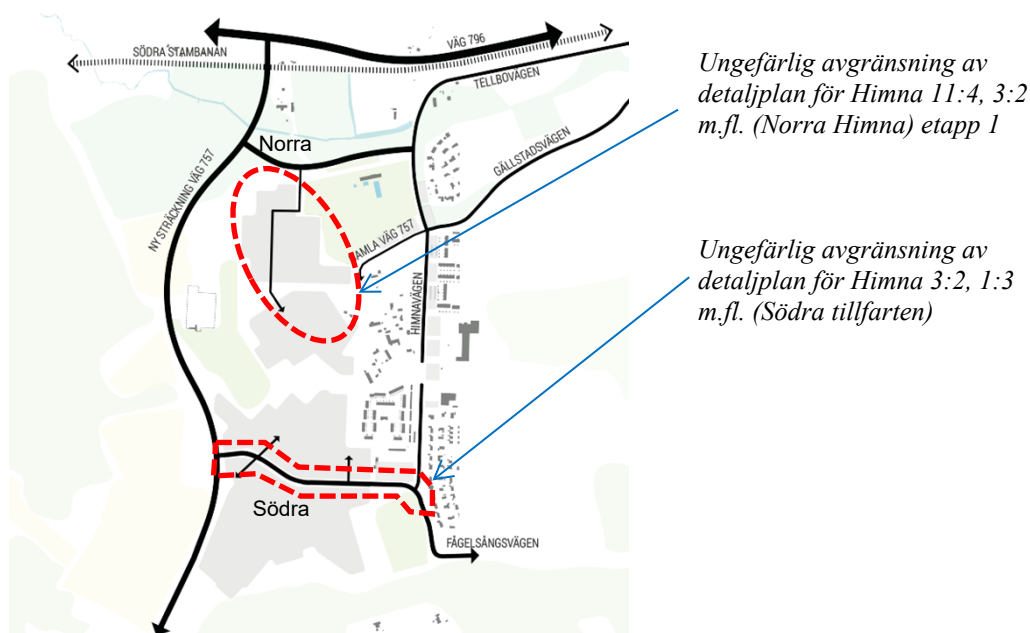 VÄG 796
SÖDRA STAMBANAN
TELLBOVÄGEN
GÄLLSTADSVÄGEN
Norra
NY STRÄCKNING VÄG 757
AMLA VÄG 757
HIMNAVÄGEN
Södra
FÅGELSÅNGSVÄGEN
Ungefärlig avgränsning av
detaljplan för Himna 11:4, 3:2
m.fl. (Norra Himna) etapp 1
Ungefärlig avgränsning av
detaljplan för Himna 3:2, 1:3
m.fl. (Södra tillfarten)